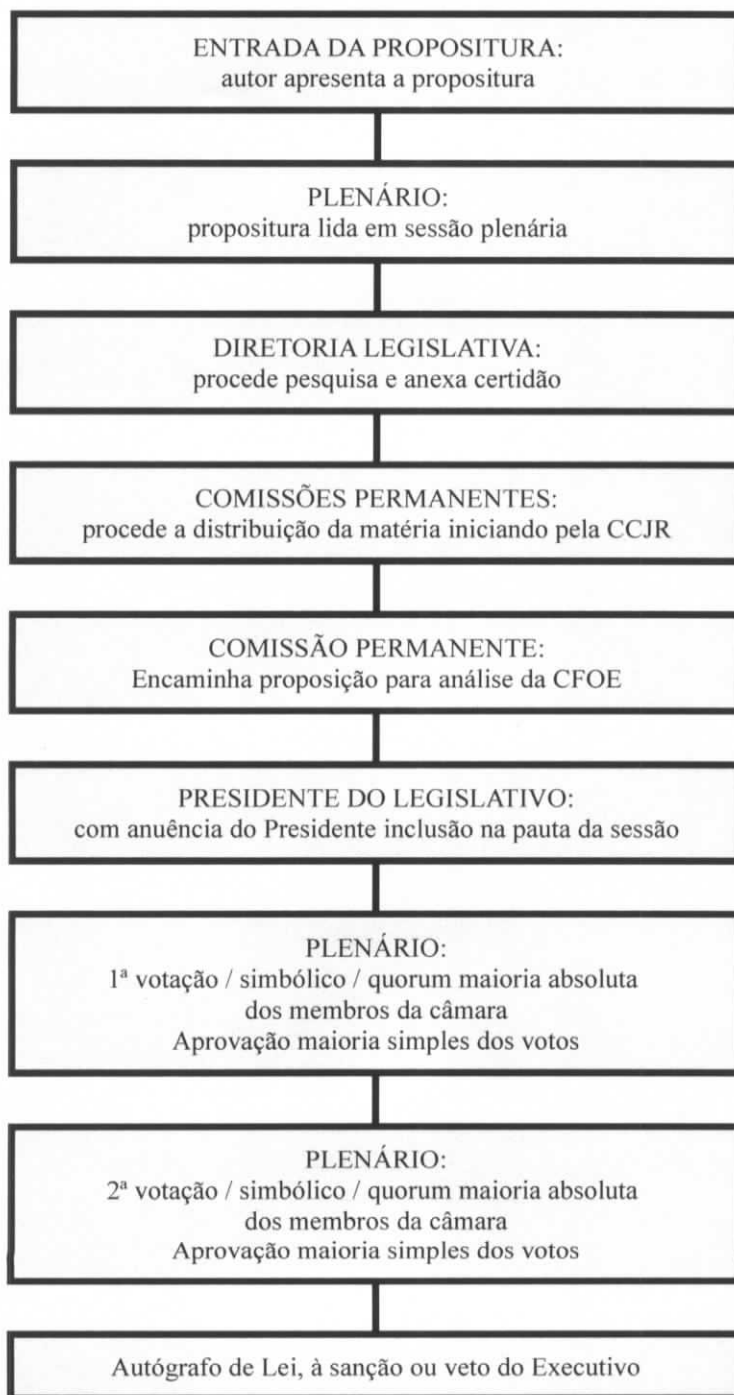 ENTRADA DA PROPOSITURA:
autor apresenta a propositura
PLENÁRIO:
propositura lida em sessão plenária
DIRETORIA LEGISLATIVA:
procede pesquisa e anexa certidão
COMISSÕES PERMANENTES:
procede a distribuição da matéria iniciando pela CCJR
COMISSÃO PERMANENTE:
Encaminha proposição para análise da CFOE
PRESIDENTE DO LEGISLATIVO:
com anuência do Presidente inclusão na pauta da sessão
PLENÁRIO:
1ª votação / simbólico / quorum maioria absoluta
dos membros da câmara
Aprovação maioria simples dos votos
PLENÁRIO:
2ª votação / simbólico / quorum maioria absoluta
dos membros da câmara
Aprovação maioria simples dos votos
Autógrafo de Lei, à sanção ou veto do Executivo